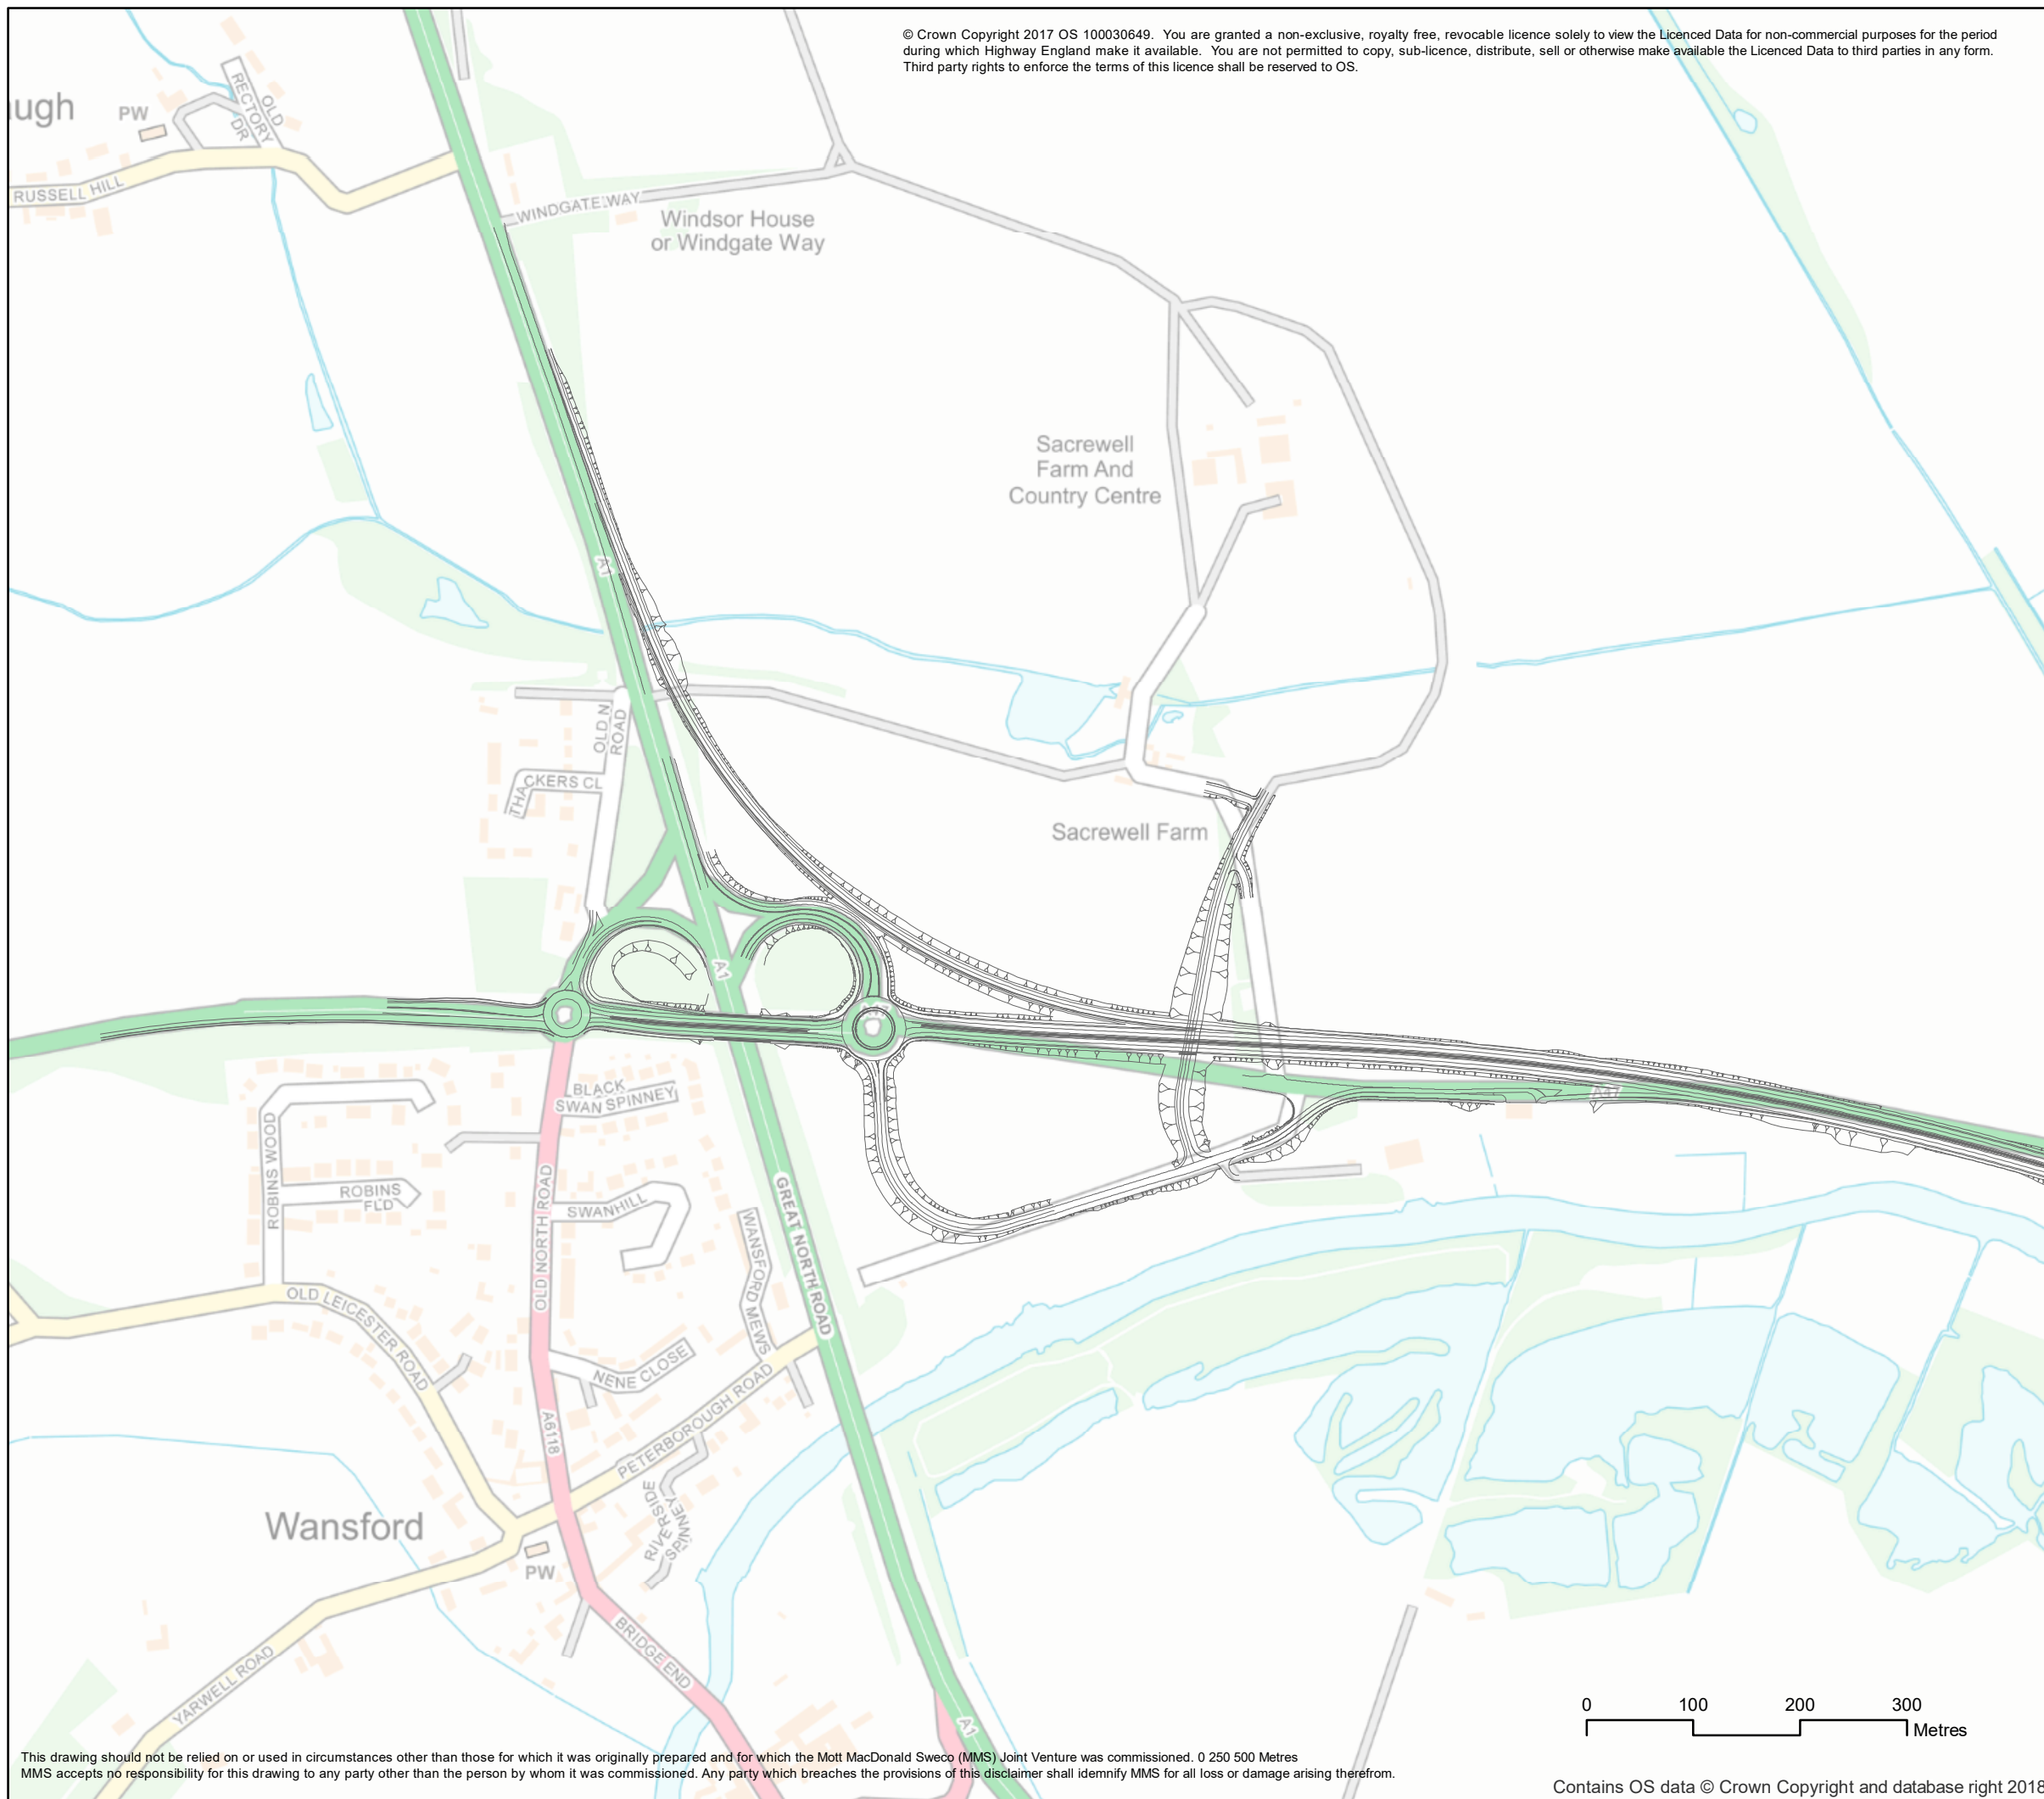 © Crown Copyright 2017 OS 100030649. You are granted a non-exclusive, royalty free, revocable licence solely to view the Licenced Data for non-commercial purposes for the period
during which Highway England make it available. You are not permitted to copy, sub-licence, distribute, sell or otherwise make available the Licenced Data to third parties in any form.
Third party rights to enforce the terms of this licence shall be reserved to OS.
ugh
PW
OLD
RECTORY
DR
RUSSELL HILL
WINDGATE WAY
Windsor House
or Windgate Way
Sacrewell
Farm And
Country Centre
A1
OLD N
ROAD
THACKERS CL
Sacrewell Farm
A1
A47
A47
BLACK
SWAN SPINNEY
ROBINS WOOD
ROBINS
FLD
OLD NORTH ROAD
SWANHILL
WANSFORD MEWS
GREAT NORTH ROAD
OLD LEICESTER ROAD
NENE CLOSE
A6118
PETERBOROUGH ROAD
RIVERSIDE
SPINNEY
Wansford
PW
BRIDGE END
YARWELL ROAD
A1
0 100 200 300
Metres
This drawing should not be relied on or used in circumstances other than those for which it was originally prepared and for which the Mott MacDonald Sweco (MMS) Joint Venture was commissioned. 0 250 500 Metres
MMS accepts no responsibility for this drawing to any party other than the person by whom it was commissioned. Any party which breaches the provisions of this disclaimer shall idemnify MMS for all loss or damage arising therefrom.
Contains OS data © Crown Copyright and database right 2018